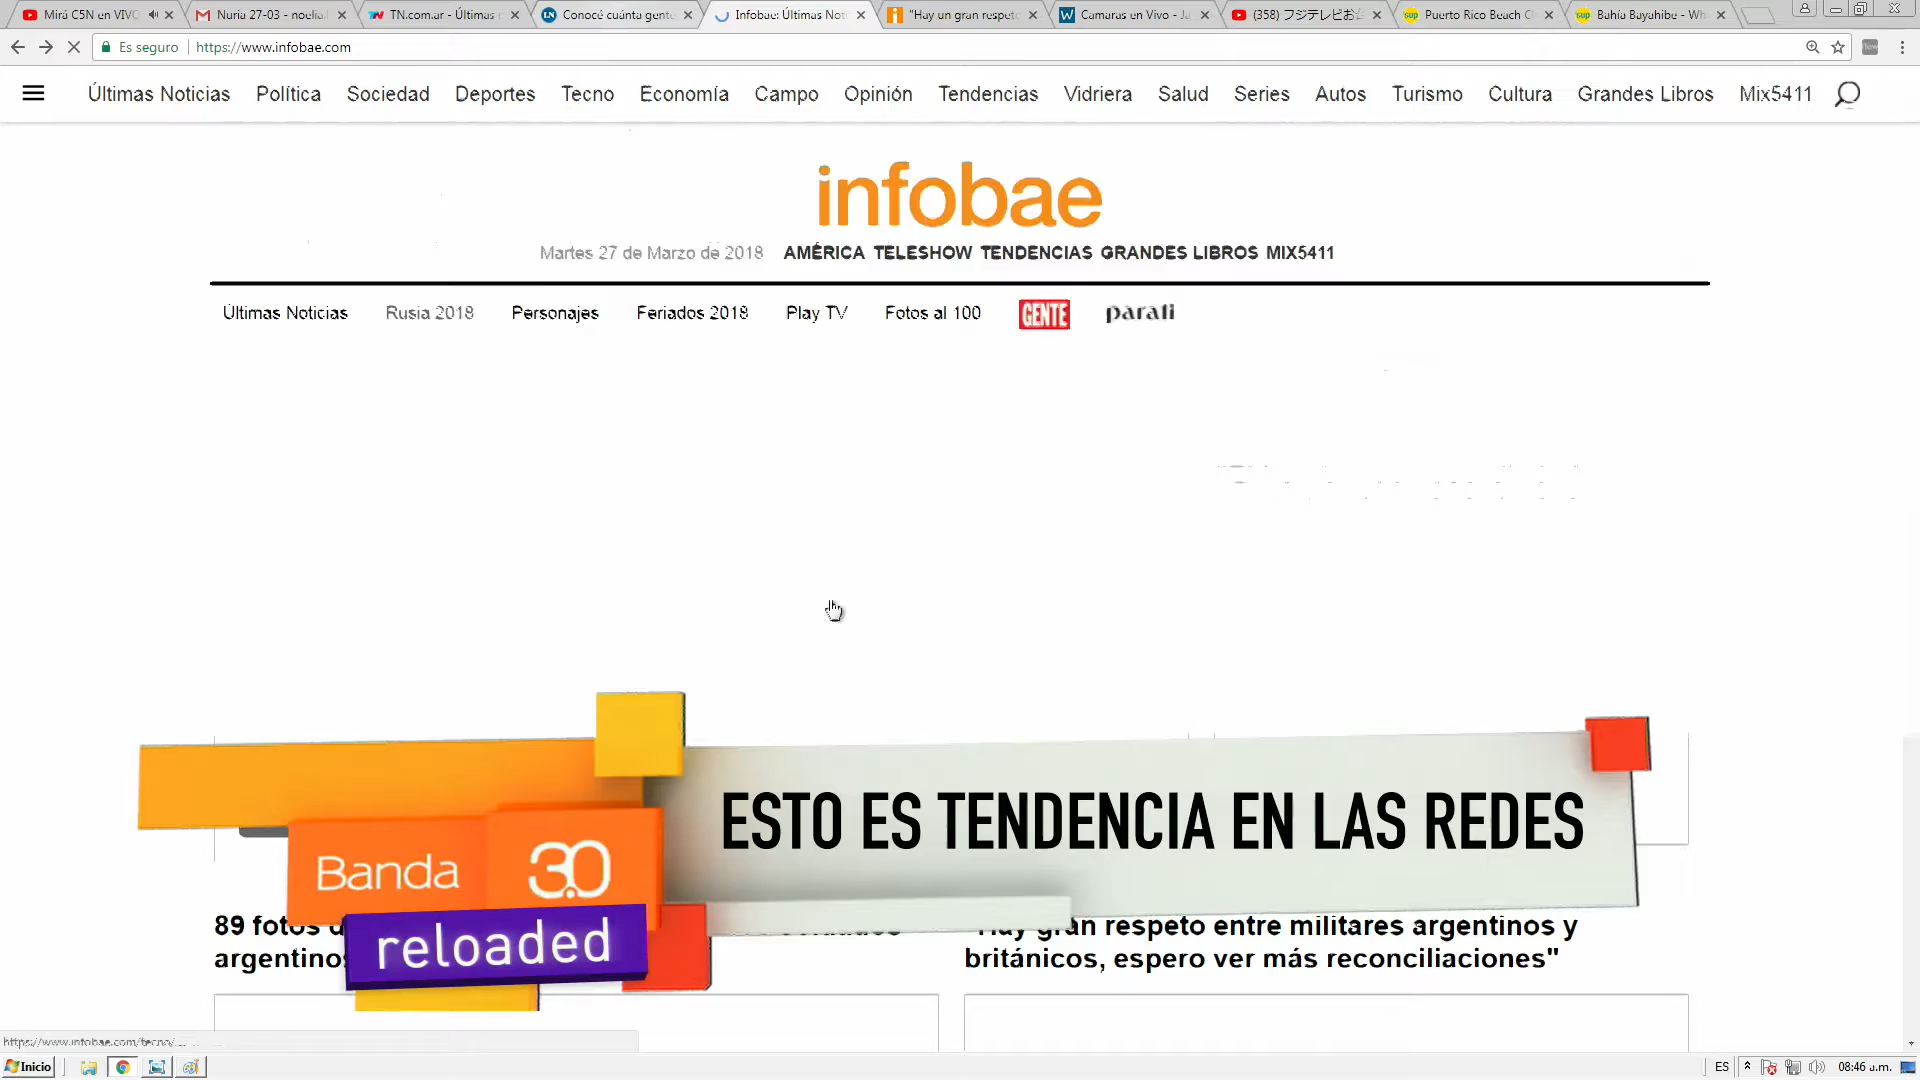 Mirá C5N en VIVO
Nuria 27-03 - noelia.
TN.com.ar - Últimas
Conocé cuánta gente
Infobae: Últimas Not
"Hay un gran respeto
Camaras en Vivo - Ja
(358) フジテレビお台
Puerto Rico Beach C
Bahía Bayahibe - Wh
Es seguro https://www.infobae.com
Últimas Noticias Política Sociedad Deportes Tecno Economía Campo Opinión Tendencias Vidriera Salud Series Autos Turismo Cultura Grandes Libros Mix5411
infobae
Martes 27 de Marzo de 2018 AMÉRICA TELESHOW TENDENCIAS GRANDES LIBROS MIX5411
Últimas Noticias Rusia 2018 Personajes Feriados 2018 Play TV Fotos al 100 GENTE parati
ESTO ES TENDENCIA EN LAS REDES
Banda 3.0
reloaded
89 fotos
argentino
gran respeto entre militares argentinos y
británicos, espero ver más reconciliaciones"
https://www.infobae.com/tecno/
Inicio ES 08:46 a.m.